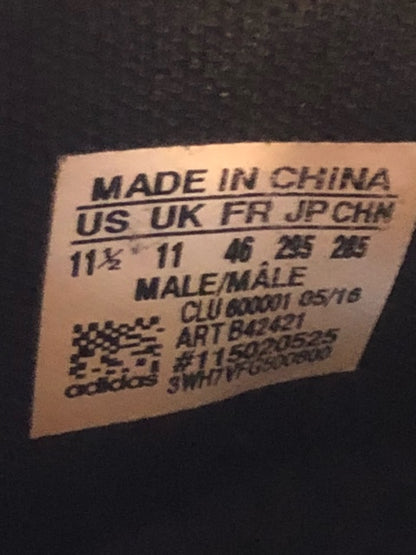 MADE IN CHINA
US UK FR JP CHN
11½ 11 46 295 285
MALE/MÂLE
CLU 600001 05/16
ART B42421
#115020525
3WH7VFG500800
adidas